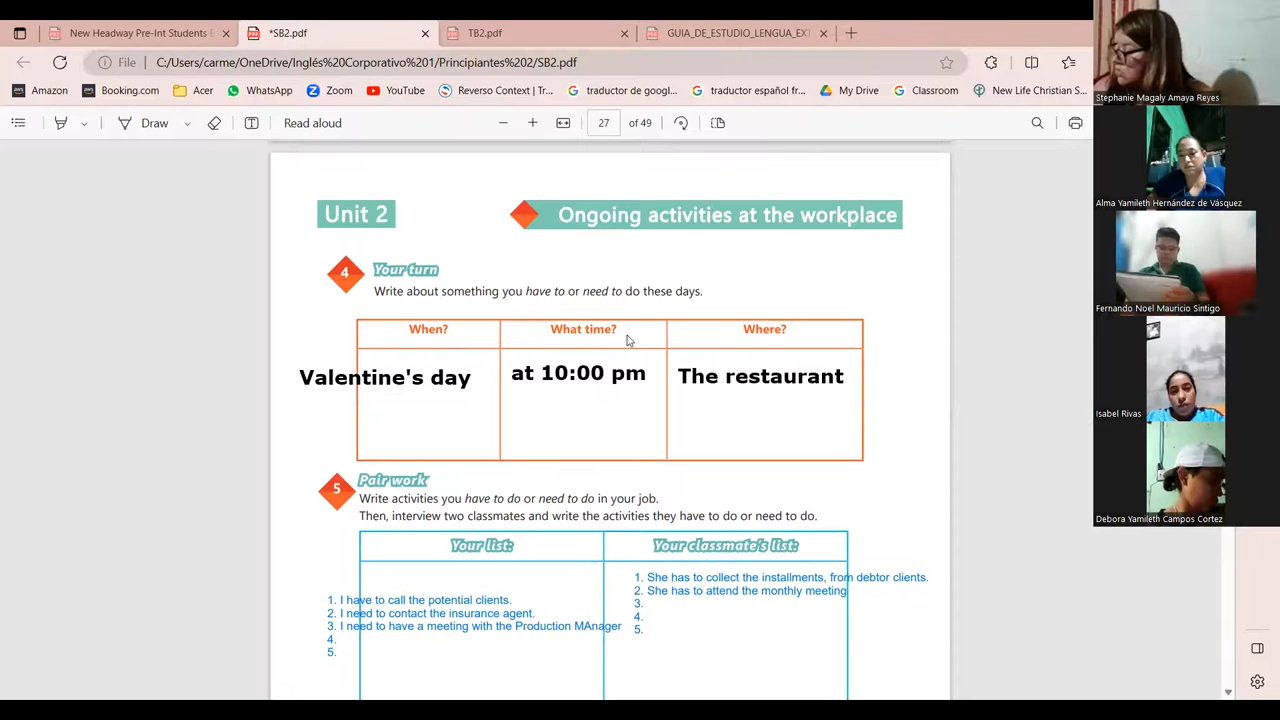 New Headway Pre-Int Students E
*SB2.pdf
TB2.pdf
GUIA_DE_ESTUDIO_LENGUA_EXT
File
C:/Users/carme/OneDrive/Inglés%20Corporativo%201/Principiantes%202/SB2.pdf
Amazon
Booking.com
Acer
WhatsApp
Zoom
YouTube
Reverso Context | Tr...
traductor de googl...
traductor español fr...
My Drive
Classroom
New Life Christian S...
Draw
Read aloud
27 of 49
Unit 2
Ongoing activities at the workplace
4 Your turn
Write about something you have to or need to do these days.
When? What time? Where?
Valentine's day at 10:00 pm The restaurant
5 Pair work
Write activities you have to do or need to do in your job.
Then, interview two classmates and write the activities they have to do or need to do.
Your list:
1. I have to call the potential clients.
2. I need to contact the insurance agent.
3. I need to have a meeting with the Production MAnager
4.
5.
Your classmate's list:
1. She has to collect the installments, from debtor clients.
2. She has to attend the monthly meeting
3.
4.
5.
Stephanie Magaly Amaya Reyes
Alma Yamileth Hernández de Vásquez
Fernando Noel Mauricio Sintigo
Isabel Rivas
Debora Yamileth Campos Cortez